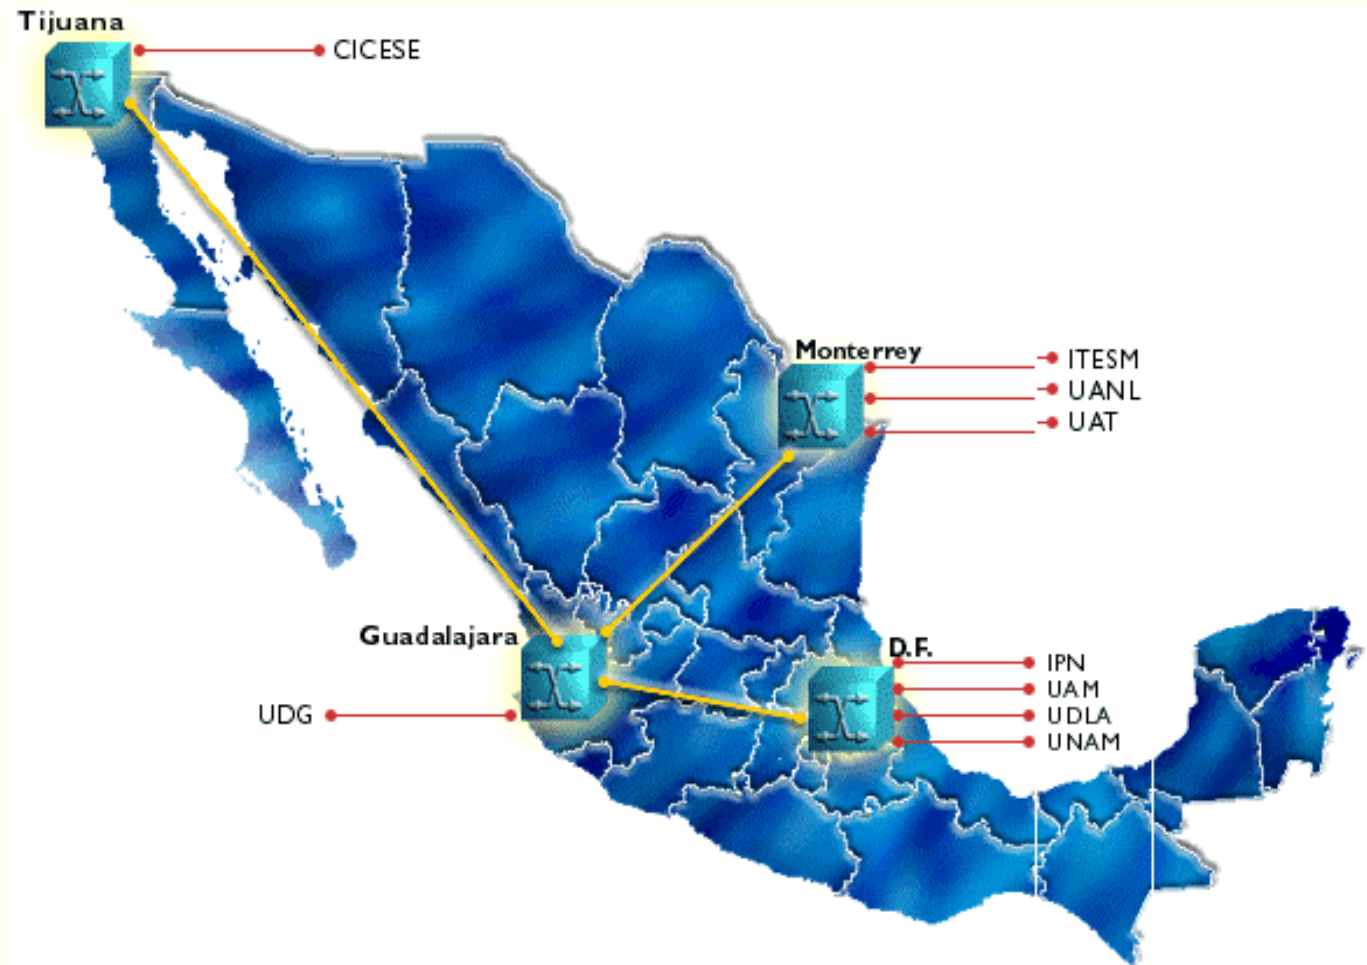 Tijuana
CICESE
Monterrey
ITESM
UANL
UAT
Guadalajara
UDG
D.F.
IPN
UAM
UDLA
UNAM